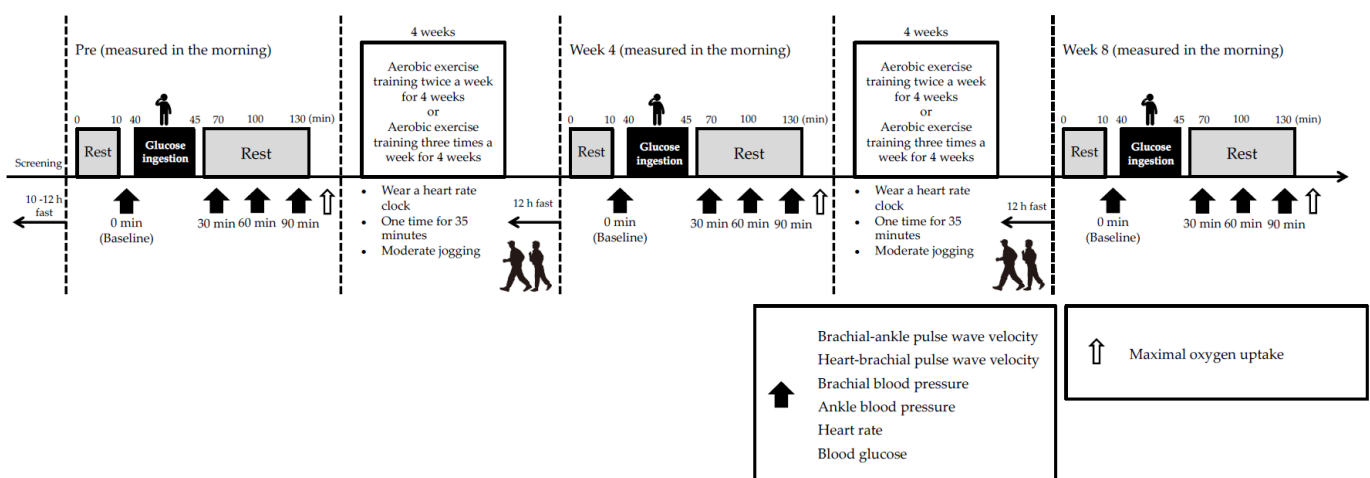 Screening
10 -12 h
fast
Pre (measured in the morning)
0
10
40
45
70
100
130
(min)
Rest
Glucose
ingestion
Rest
0 min
(Baseline)
30 min
60 min
90 min
4 weeks
Aerobic exercise
training twice a week
for 4 weeks
or
Aerobic exercise
training three times a
week for 4 weeks
• Wear a heart rate
clock
• One time for 35
minutes
• Moderate jogging
12 h fast
Week 4 (measured in the morning)
0
10
40
45
70
100
130
(min)
Rest
Glucose
ingestion
Rest
0 min
(Baseline)
30 min
60 min
90 min
4 weeks
Aerobic exercise
training twice a week
for 4 weeks
or
Aerobic exercise
training three times a
week for 4 weeks
• Wear a heart rate
clock
• One time for 35
minutes
• Moderate jogging
12 h fast
Week 8 (measured in the morning)
0
10
40
45
70
100
130
(min)
Rest
Glucose
ingestion
Rest
0 min
(Baseline)
30 min
60 min
90 min
Brachial-ankle pulse wave velocity
Heart-brachial pulse wave velocity
Brachial blood pressure
Ankle blood pressure
Heart rate
Blood glucose
Maximal oxygen uptake